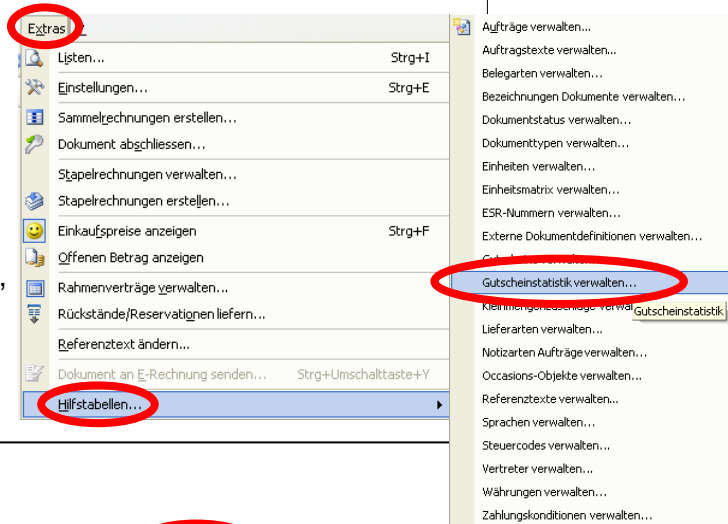 Extras ?
Listen... Strg+I
Einstellungen... Strg+E
Sammelrechnungen erstellen...
Dokument abschliessen...
Stapelrechnungen verwalten...
Stapelrechnungen erstellen...
Einkaufspreise anzeigen Strg+F
Offenen Betrag anzeigen
,
Rahmenverträge verwalten...
Rückstände/Reservationen liefern...
Referenztext ändern...
Dokument an E-Rechnung senden... Strg+Umschalttaste+Y
Hilfstabellen...
Aufträge verwalten...
Auftragstexte verwalten...
Belegarten verwalten...
Bezeichnungen Dokumente verwalten...
Dokumentstatus verwalten...
Dokumenttypen verwalten...
Einheiten verwalten...
Einheitsmatrix verwalten...
ESR-Nummern verwalten...
Externe Dokumentdefinitionen verwalten...
Gutscheinstatistik verwalten...
Kleinmengenzuschläge
Gutscheinstatistik
Lieferarten verwalten...
Notizarten Aufträge verwalten...
Occasions-Objekte verwalten...
Referenztexte verwalten...
Sprachen verwalten...
Steuercodes verwalten...
Vertreter verwalten...
Währungen verwalten...
Zahlungskonditionen verwalten...